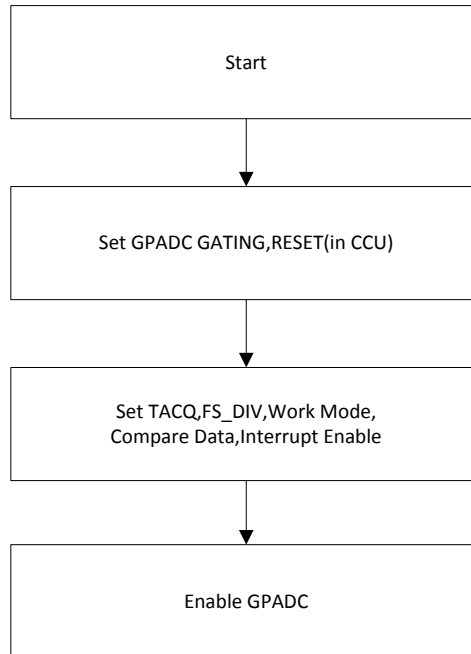 Start
Set GPADC GATING,RESET(in CCU)
Set TACQ,FS_DIV,Work Mode,
Compare Data,Interrupt Enable
Enable GPADC